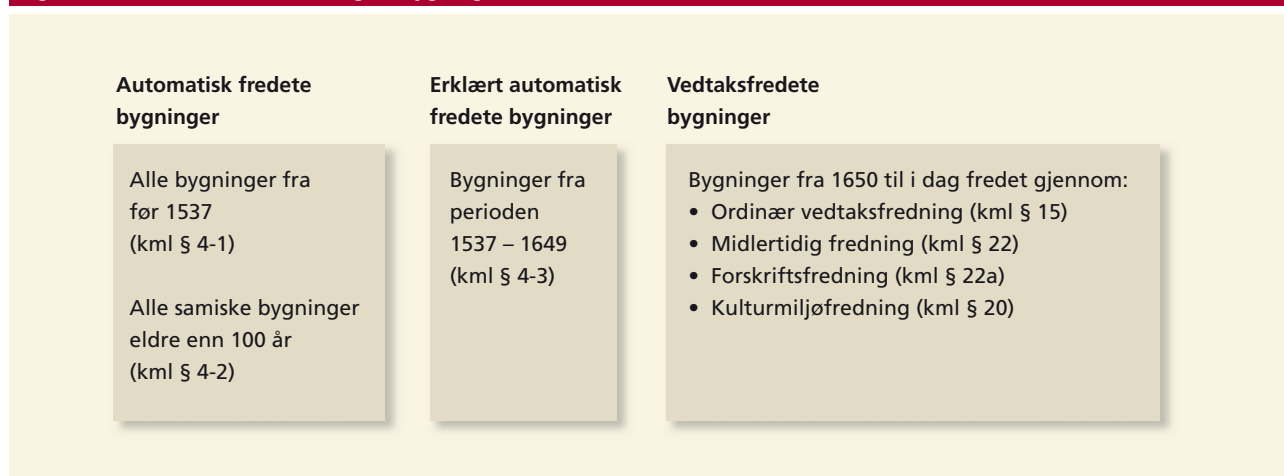 Automatisk fredete
bygninger
Alle bygninger fra
før 1537
(kml § 4-1)
Alle samiske bygninger
eldre enn 100 år
(kml § 4-2)
Erklært automatisk
fredete bygninger
Bygninger fra
perioden
1537 – 1649
(kml § 4-3)
Vedtaksfredete
bygninger
Bygninger fra 1650 til i dag fredet gjennom:
• Ordinær vedtaksfredning (kml § 15)
• Midlertidig fredning (kml § 22)
• Forskriftsfredning (kml § 22a)
• Kulturmiljøfredning (kml § 20)